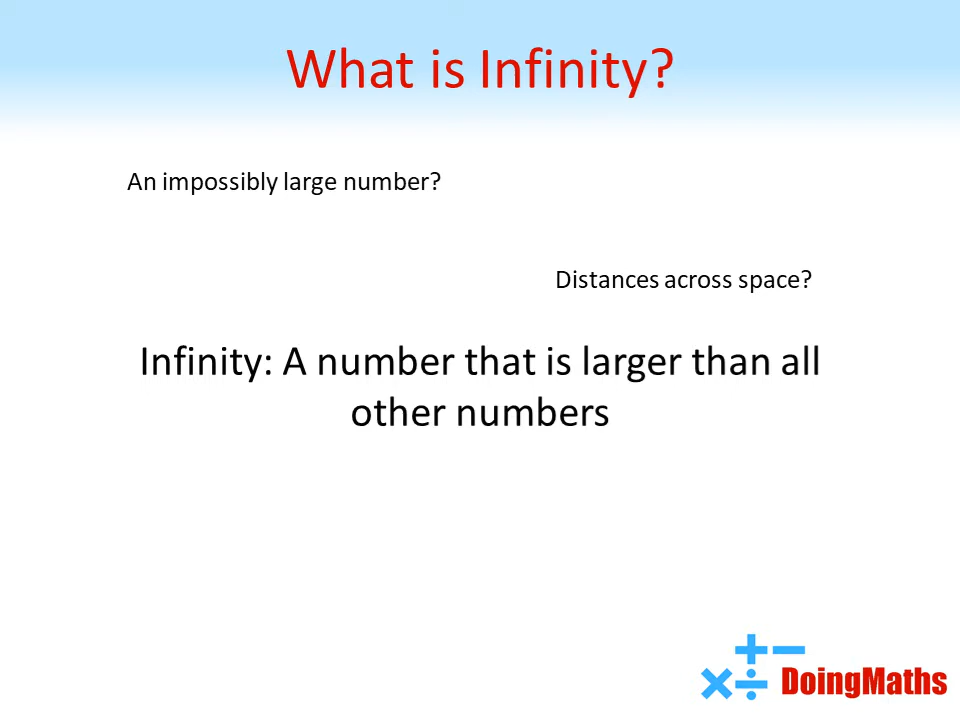 What is Infinity?
An impossibly large number?
Distances across space?
Infinity: A number that is larger than all
other numbers
DoingMaths